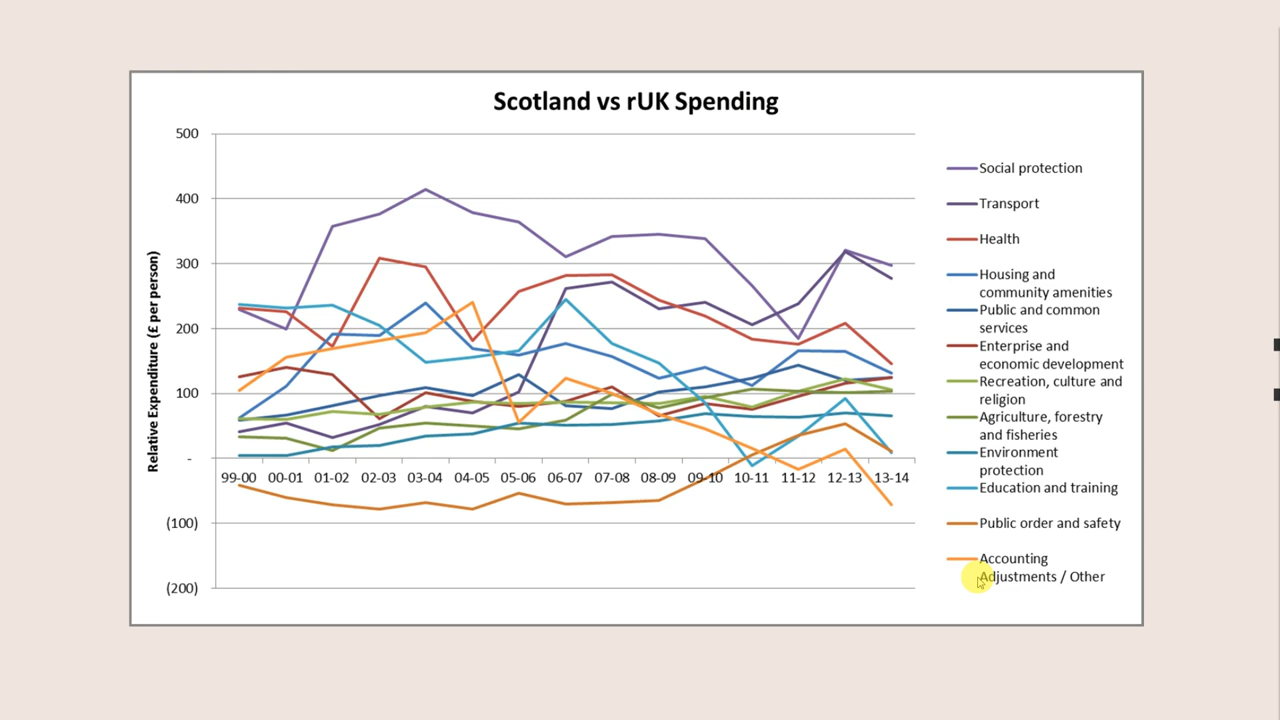 Scotland vs rUK Spending
Relative Expenditure (£ per person)
500
400
300
200
100
-
(100)
(200)
99-00 00-01 01-02 02-03 03-04 04-05 05-06 06-07 07-08 08-09 09-10 10-11 11-12 12-13 13-14
Social protection
Transport
Health
Housing and
community amenities
Public and common
services
Enterprise and
economic development
Recreation, culture and
religion
Agriculture, forestry
and fisheries
Environment
protection
Education and training
Public order and safety
Accounting
Adjustments / Other